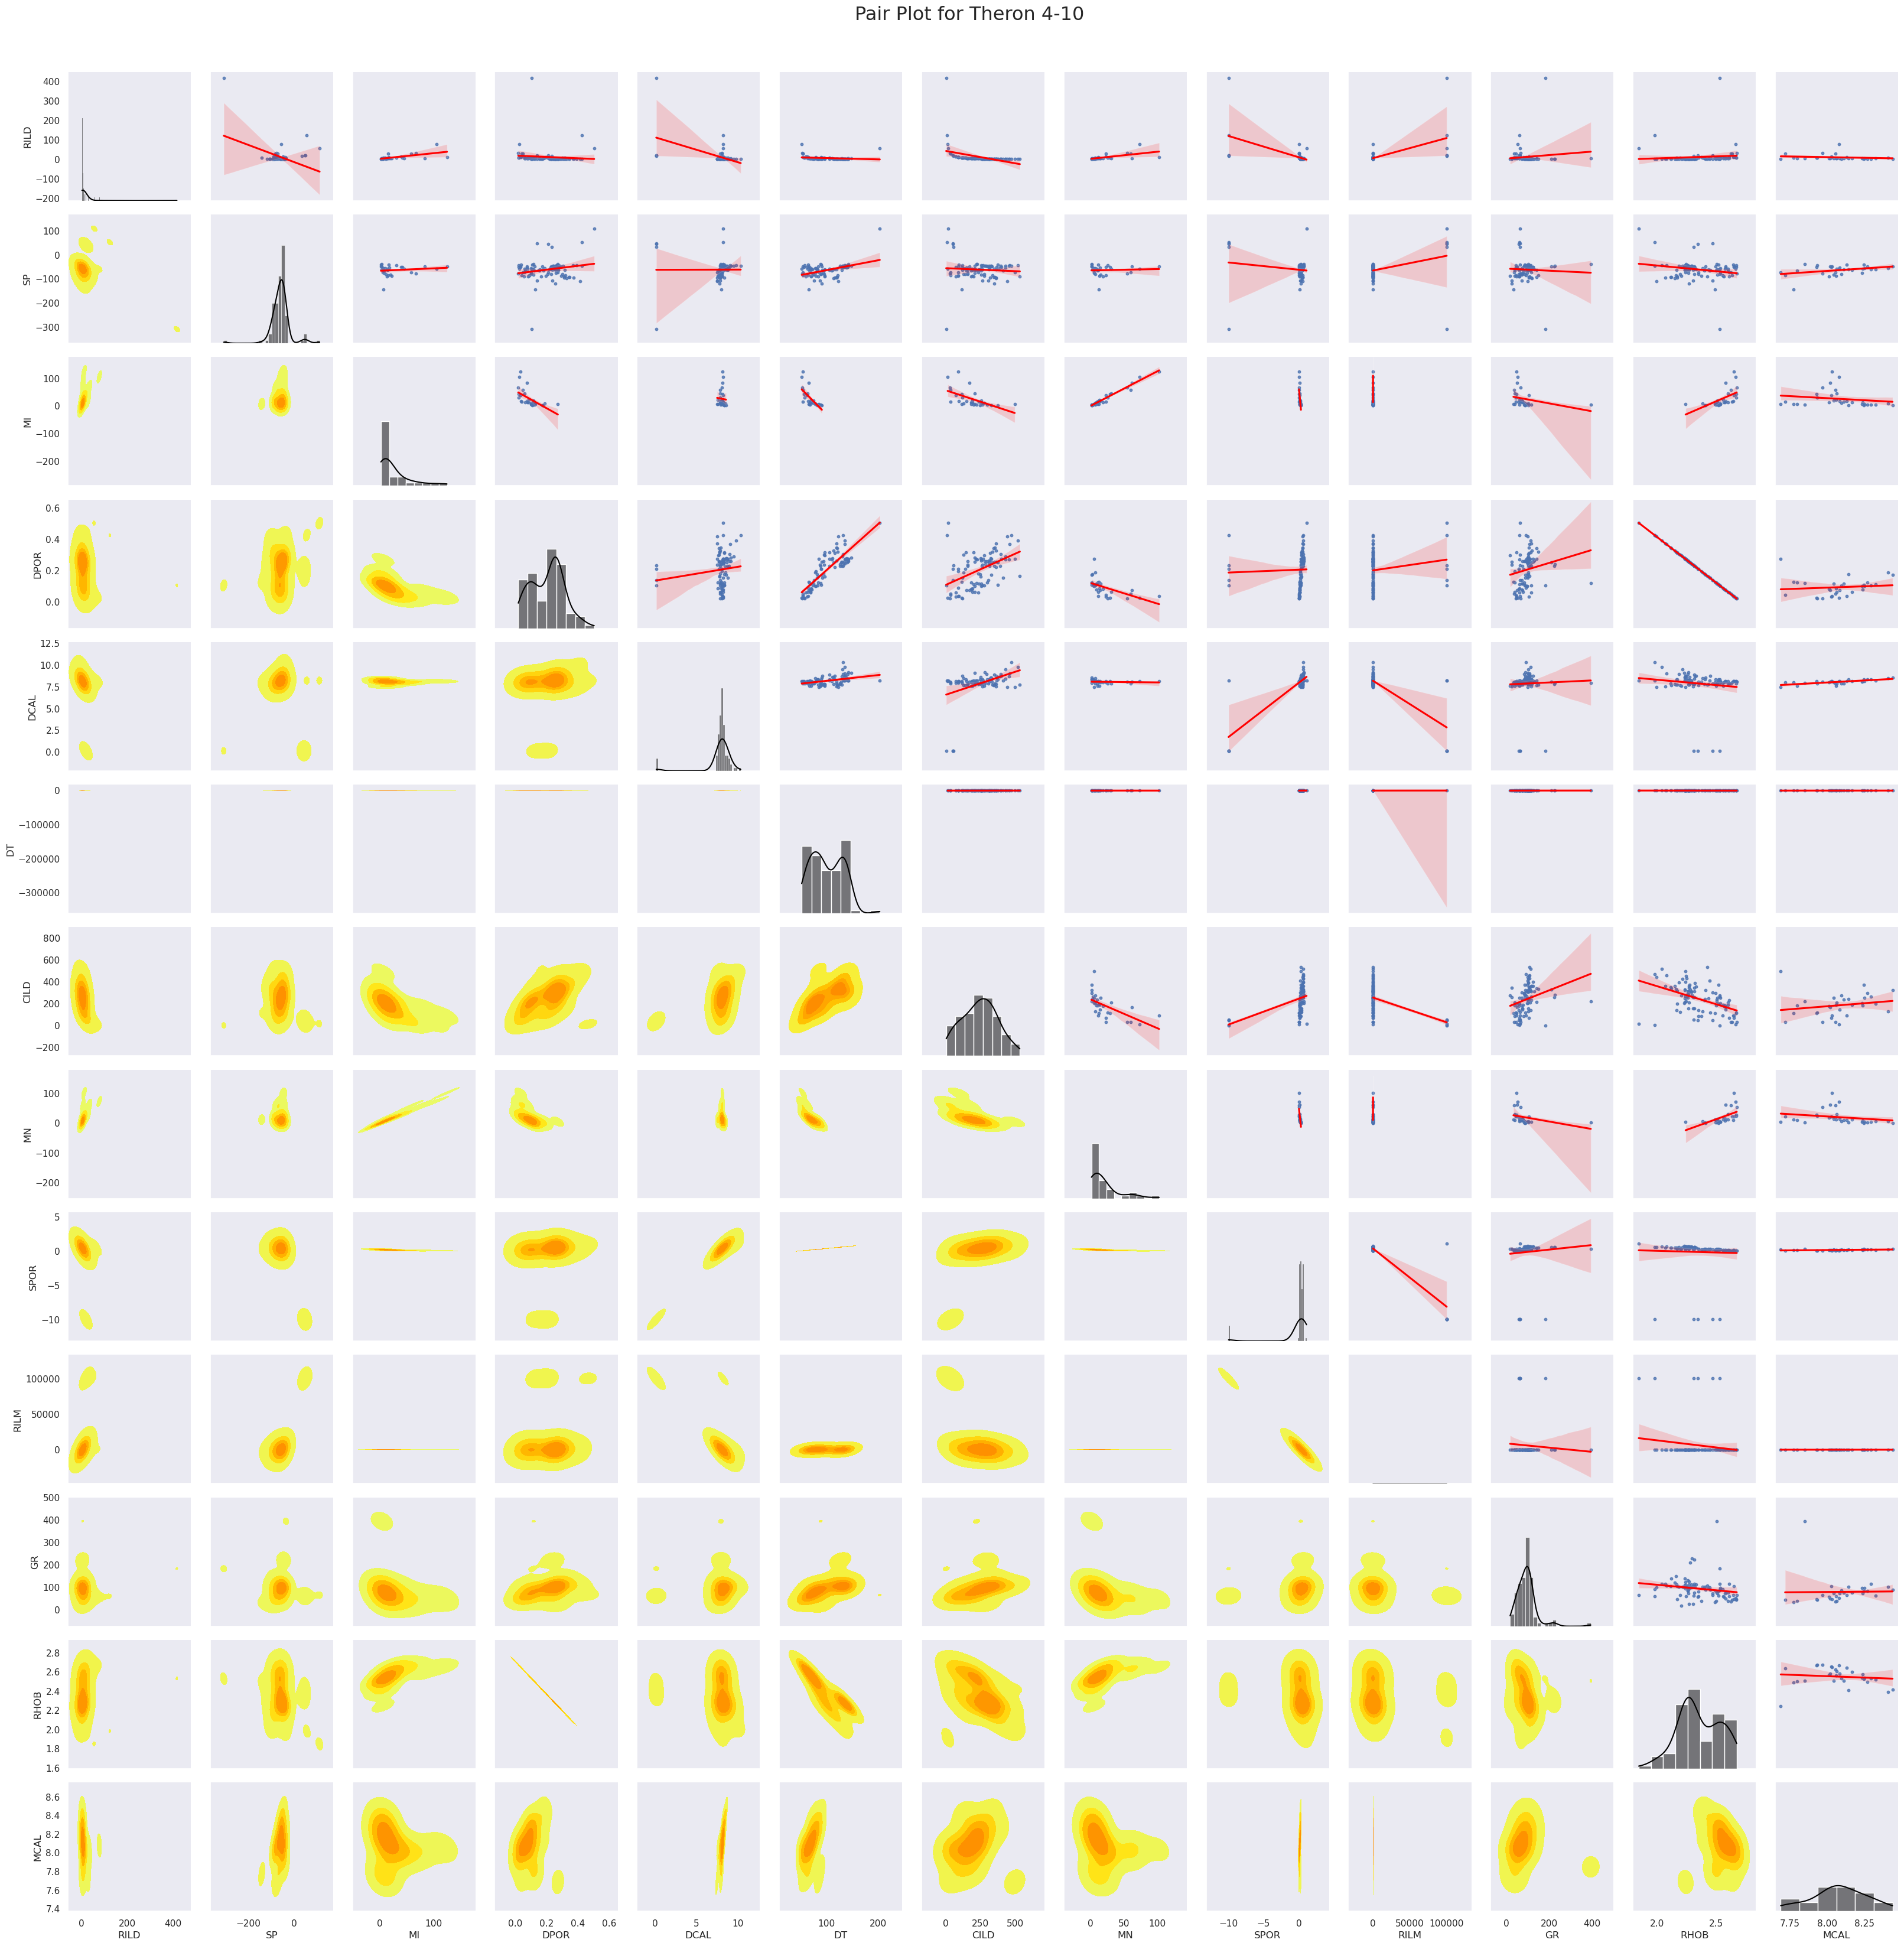 Pair Plot for Theron 4-10
400
300
200
100
0
−100
−200
RILD
100
0
−100
−200
−300
SP
100
0
−100
−200
MI
0.6
0.4
0.2
0.0
DPOR
12.5
10.0
7.5
5.0
2.5
0.0
DCAL
0
−100000
−200000
−300000
DT
800
600
400
200
0
−200
CILD
100
0
−100
−200
MN
5
0
−5
−10
SPOR
100000
50000
0
RILM
500
400
300
200
100
0
GR
2.8
2.6
2.4
2.2
2.0
1.8
1.6
RHOB
8.6
8.4
8.2
8.0
7.8
7.6
7.4
MCAL
0 200 400
−200 0
0 100
0.0 0.2 0.4 0.6
0 5 10
100 200
0 250 500
0 50 100
−10 −5 0
0 50000 100000
0 200 400
2.0 2.5
7.75 8.00 8.25
RILD SP MI DPOR DCAL DT CILD MN SPOR RILM GR RHOB MCAL